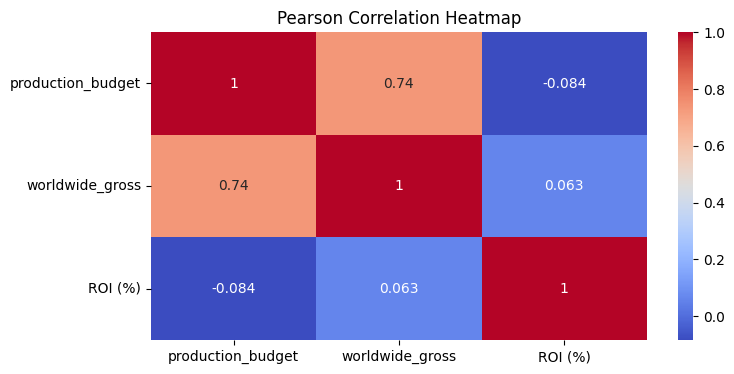 Pearson Correlation Heatmap
production_budget 1 0.74 -0.084
worldwide_gross 0.74 1 0.063
ROI (%) -0.084 0.063 1
production_budget worldwide_gross ROI (%)
1.0
0.8
0.6
0.4
0.2
0.0